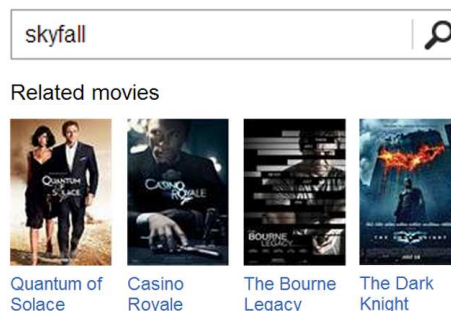 skyfall
Related movies
QUANTUM OF SOLACE
CASINO ROYALE
BOURNE LEGACY
Quantum of Solace
Casino Royale
The Bourne Legacy
The Dark Knight